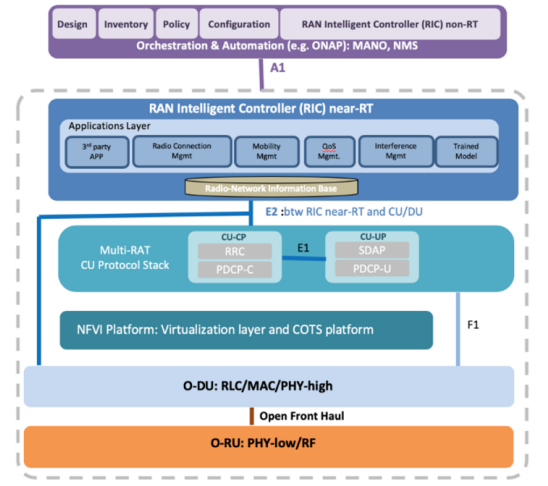 Design
Inventory
Policy
Configuration
RAN Intelligent Controller (RIC) non-RT
Orchestration & Automation (e.g. ONAP): MANO, NMS
A1
RAN Intelligent Controller (RIC) near-RT
Applications Layer
3rd party
APP
Radio Connection
Mgmt
Mobility
Mgmt
QoS
Mgmt.
Interference
Mgmt
Trained
Model
Radio-Network Information Base
E2 :btw RIC near-RT and CU/DU
Multi-RAT
CU Protocol Stack
CU-CP
RRC
PDCP-C
E1
CU-UP
SDAP
PDCP-U
NFVI Platform: Virtualization layer and COTS platform
F1
O-DU: RLC/MAC/PHY-high
Open Front Haul
O-RU: PHY-low/RF